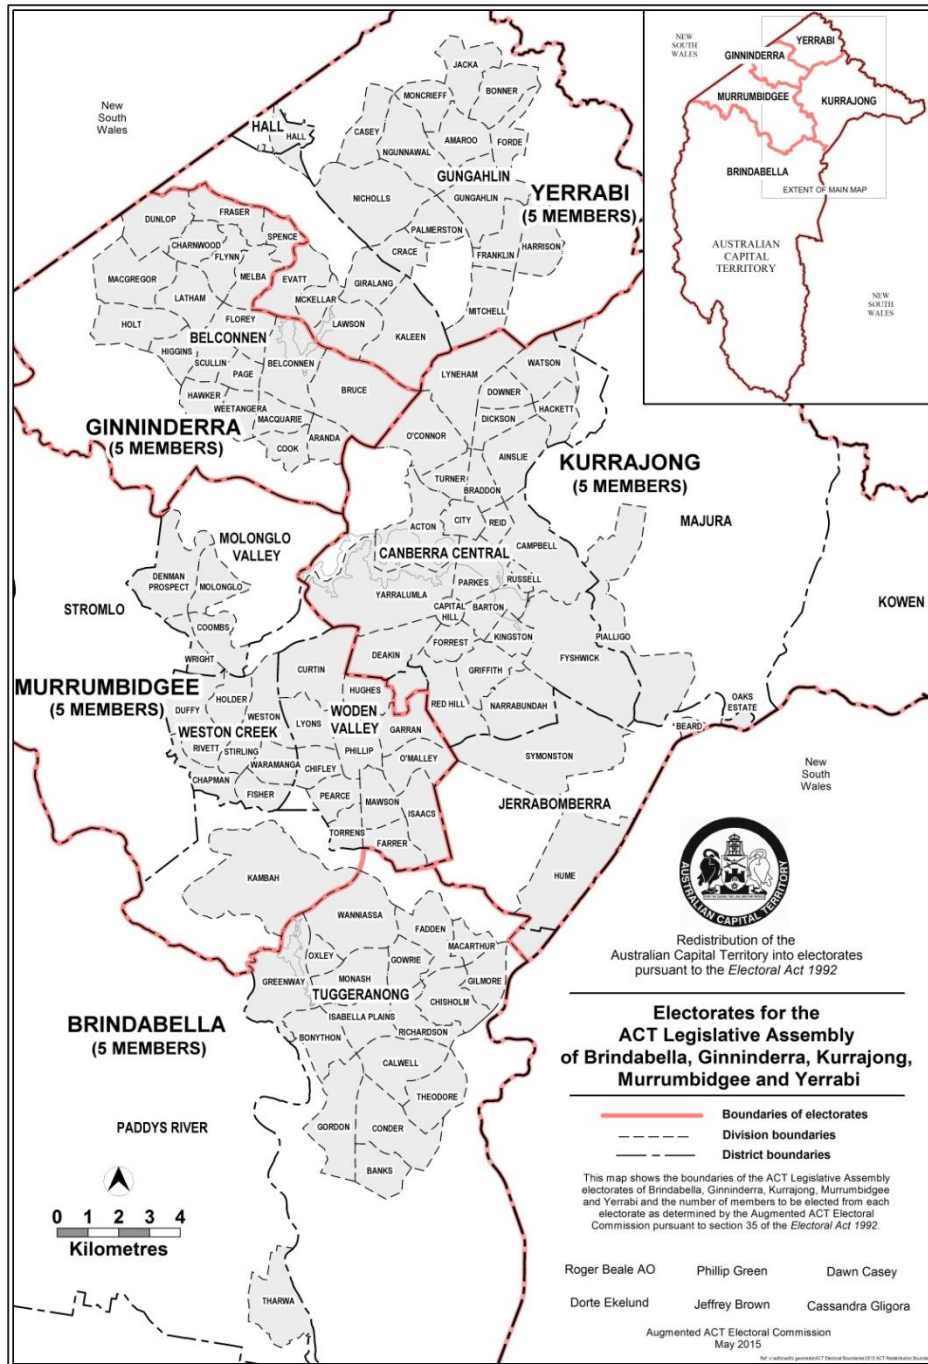 New
South
Wales
HALL
HALL
JACKA
BONNER
MONCRIEFF
CASEY
AMAROO
FORDE
NGUNNAWAL
GUNGAHLIN
NICHOLLS
GUNGAHLIN
YERRABI
(5 MEMBERS)
PALMERSTON
HARRISON
CRACE
FRANKLIN
GIRALANG
MITCHELL
DUNLOP
FRASER
CHARNWOOD
SPENCE
FLYNN
MACGREGOR
MELBA
EVATT
LATHAM
MCKELLAR
FLOREY
LAWSON
HOLT
BELCONNEN
KALEEN
HIGGINS
SCULLIN
BELCONNEN
PAGE
BRUCE
HAWKER
WEETANGERA
MACQUARIE
GINNINDERRA
(5 MEMBERS)
ARANDA
COOK
LYNEHAM
WATSON
DOWNER
HACKETT
DICKSON
O'CONNOR
AINSLIE
KURRAJONG
(5 MEMBERS)
TURNER
BRADDON
MAJURA
CITY
REID
ACTON
CAMPBELL
CANBERRA CENTRAL
RUSSELL
PARKES
YARRALUMLA
CAPITAL
HILL
BARTON
KOWEN
KINGSTON
PIALLIGO
FORREST
DEAKIN
FYSHWICK
GRIFFITH
RED HILL
NARRABUNDAH
OAKS
ESTATE
BEARD
SYMONSTON
JERRABOMBERRA
HUME
MOLONGLO
VALLEY
DENMAN
PROSPECT
MOLONGLO
STROMLO
COOMBS
WRIGHT
MURRUMBIDGEE
(5 MEMBERS)
CURTIN
HUGHES
HOLDER
DUFFY
WESTON
LYONS
WODEN
VALLEY
GARRAN
WESTON CREEK
RIVETT
STIRLING
PHILLIP
O'MALLEY
WARAMANGA
CHIFLEY
CHAPMAN
FISHER
PEARCE
MAWSON
ISAACS
TORRENS
FARRER
KAMBAH
WANNIASSA
FADDEN
MACARTHUR
OXLEY
GOWRIE
GREENWAY
MONASH
GILMORE
TUGGERANONG
CHISHOLM
ISABELLA PLAINS
BRINDABELLA
(5 MEMBERS)
BONYTHON
RICHARDSON
CALWELL
THEODORE
PADDYS RIVER
GORDON
CONDER
BANKS
THARWA
0 1 2 3 4
Kilometres
NEW
SOUTH
WALES
YERRABI
GINNINDERRA
MURRUMBIDGEE
KURRAJONG
BRINDABELLA
EXTENT OF MAIN MAP
AUSTRALIAN
CAPITAL
TERRITORY
NEW
SOUTH
WALES
New
South
Wales
AUSTRALIAN CAPITAL TERRITORY
Redistribution of the
Australian Capital Territory into electorates
pursuant to the Electoral Act 1992
Electorates for the
ACT Legislative Assembly
of Brindabella, Ginninderra, Kurrajong,
Murrumbidgee and Yerrabi
Boundaries of electorates
Division boundaries
District boundaries
This map shows the boundaries of the ACT Legislative Assembly
electorates of Brindabella, Ginninderra, Kurrajong, Murrumbidgee
and Yerrabi and the number of members to be elected from each
electorate as determined by the Augmented ACT Electoral
Commission pursuant to section 35 of the Electoral Act 1992.
Roger Beale AO
Phillip Green
Dawn Casey
Dorte Ekelund
Jeffrey Brown
Cassandra Gligora
Augmented ACT Electoral Commission
May 2015